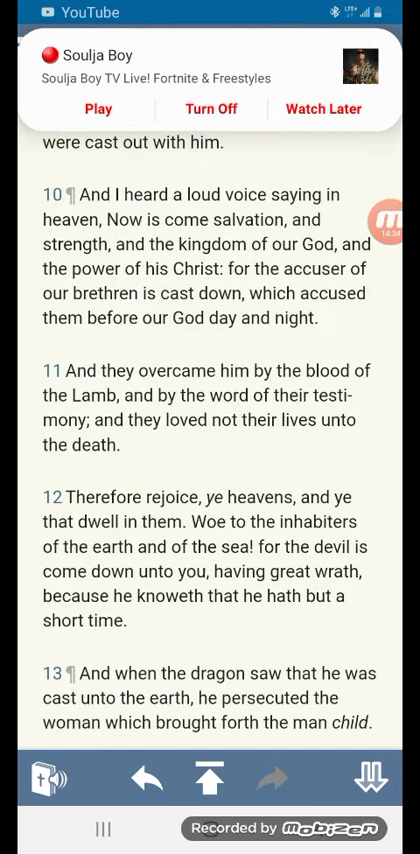 YouTube
LTE+
Soulja Boy
Soulja Boy TV Live! Fortnite & Freestyles
Play Turn Off Watch Later
were cast out with him.
10 ¶ And I heard a loud voice saying in
heaven, Now is come salvation, and
strength, and the kingdom of our God, and
the power of his Christ: for the accuser of
our brethren is cast down, which accused
them before our God day and night.
11 And they overcame him by the blood of
the Lamb, and by the word of their testi-
mony; and they loved not their lives unto
the death.
12 Therefore rejoice, ye heavens, and ye
that dwell in them. Woe to the inhabiters
of the earth and of the sea! for the devil is
come down unto you, having great wrath,
because he knoweth that he hath but a
short time.
13 ¶ And when the dragon saw that he was
cast unto the earth, he persecuted the
woman which brought forth the man child.
m
14:34
Recorded by mobizen